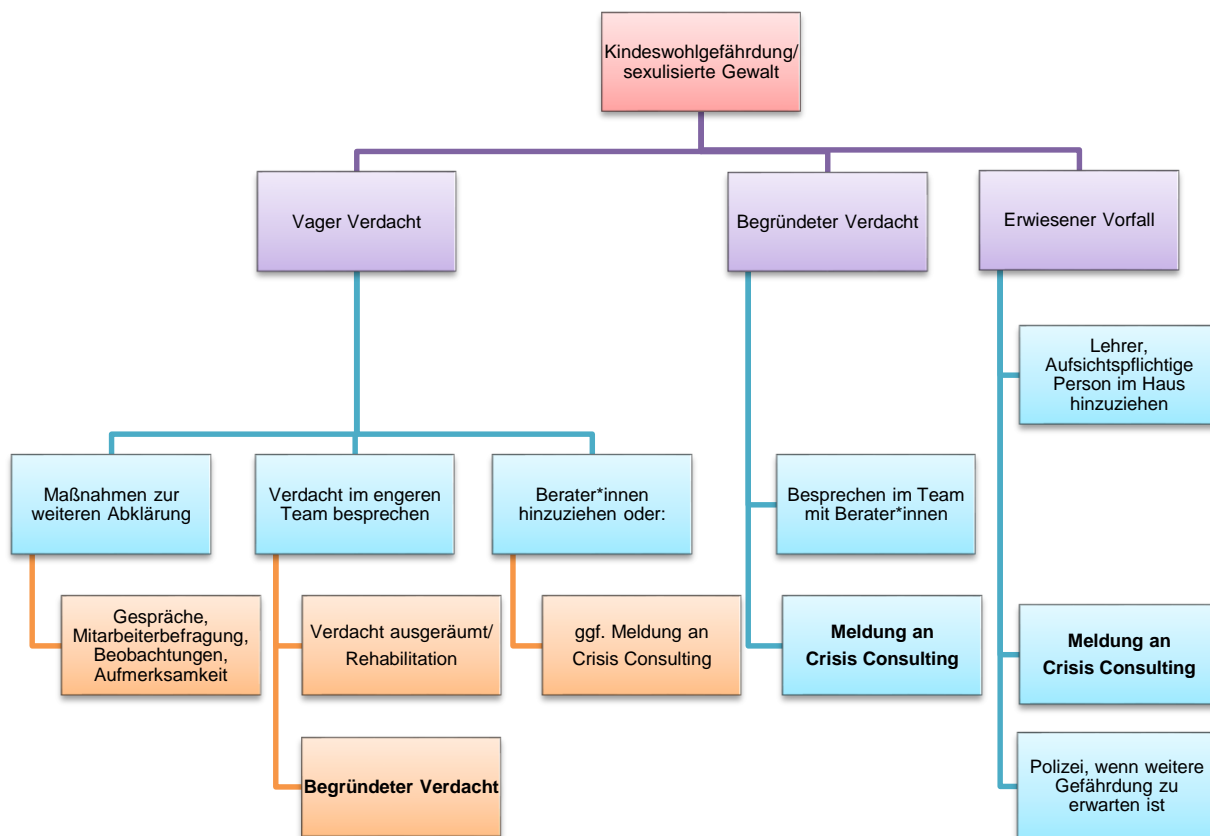 Kindeswohlgefährdung/
sexulisierte Gewalt
Vager Verdacht
Begründeter Verdacht
Erwiesener Vorfall
Lehrer,
Aufsichtspflichtige
Person im Haus
hinzuziehen
Maßnahmen zur
weiteren Abklärung
Verdacht im engeren
Team besprechen
Berater*innen
hinzuziehen oder:
Besprechen im Team
mit Berater*innen
Gespräche,
Mitarbeiterbefragung,
Beobachtungen,
Aufmerksamkeit
Verdacht ausgeräumt/
Rehabilitation
ggf. Meldung an
Crisis Consulting
Meldung an
Crisis Consulting
Meldung an
Crisis Consulting
Begründeter Verdacht
Polizei, wenn weitere
Gefährdung zu
erwarten ist